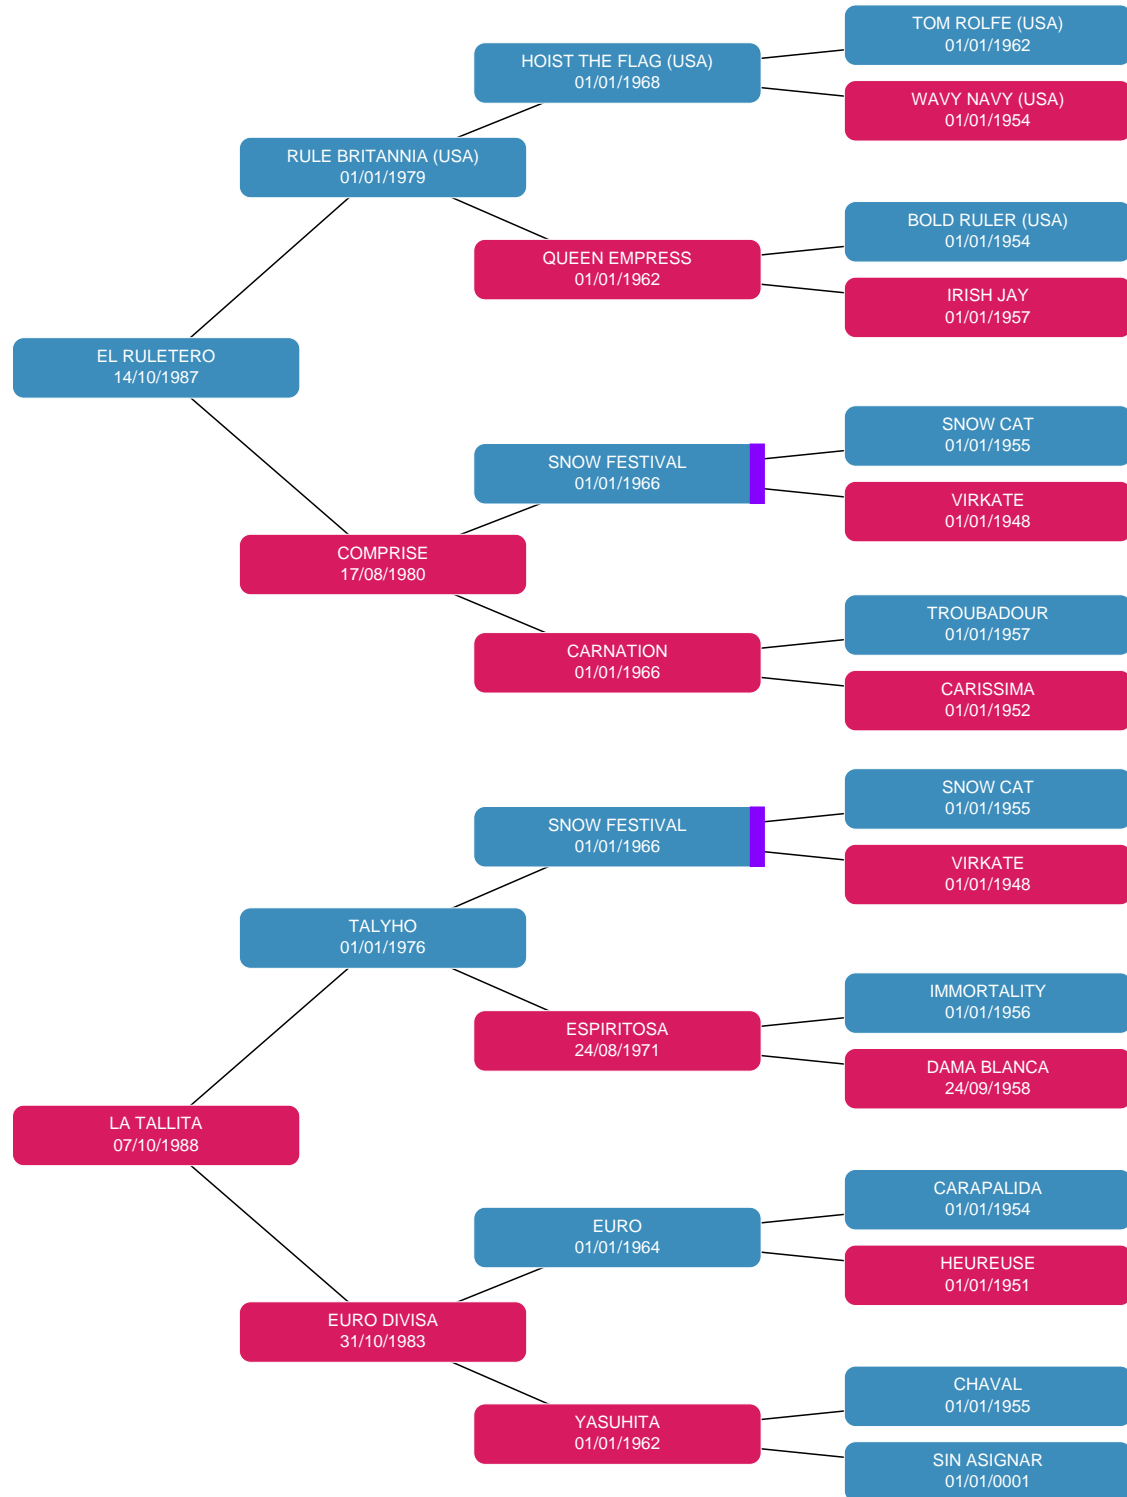 TOM ROLFE (USA)
01/01/1962
HOIST THE FLAG (USA)
01/01/1968
WAVY NAVY (USA)
01/01/1954
RULE BRITANNIA (USA)
01/01/1979
BOLD RULER (USA)
01/01/1954
QUEEN EMPRESS
01/01/1962
IRISH JAY
01/01/1957
EL RULETERO
14/10/1987
SNOW CAT
01/01/1955
SNOW FESTIVAL
01/01/1966
VIRKATE
01/01/1948
COMPRISE
17/08/1980
TROUBADOUR
01/01/1957
CARNATION
01/01/1966
CARISSIMA
01/01/1952
SNOW CAT
01/01/1955
SNOW FESTIVAL
01/01/1966
VIRKATE
01/01/1948
TALYHO
01/01/1976
IMMORTALITY
01/01/1956
ESPIRITOSA
24/08/1971
DAMA BLANCA
24/09/1958
LA TALLITA
07/10/1988
CARAPALIDA
01/01/1954
EURO
01/01/1964
HEUREUSE
01/01/1951
EURO DIVISA
31/10/1983
CHAVAL
01/01/1955
YASUHITA
01/01/1962
SIN ASIGNAR
01/01/0001